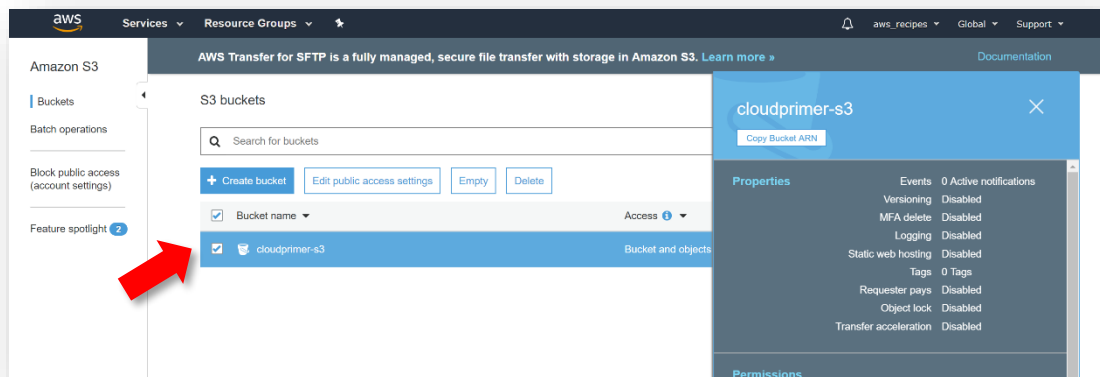 aws Services Resource Groups aws_recipes Global Support
Amazon S3
Buckets
Batch operations
Block public access
(account settings)
Feature spotlight 2
AWS Transfer for SFTP is a fully managed, secure file transfer with storage in Amazon S3. Learn more » Documentation
S3 buckets
Search for buckets
+ Create bucket Edit public access settings Empty Delete
Bucket name Access i
cloudprimer-s3 Bucket and objects
cloudprimer-s3
Copy Bucket ARN
Properties
Events 0 Active notifications
Versioning Disabled
MFA delete Disabled
Logging Disabled
Static web hosting Disabled
Tags 0 Tags
Requester pays Disabled
Object lock Disabled
Transfer acceleration Disabled
Permissions